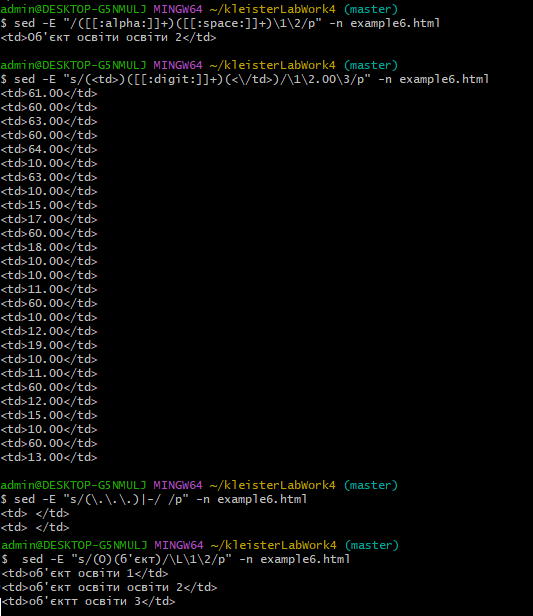 admin@DESKTOP-G5NMULJ MINGW64 ~/kleisterLabWork4 (master)
$ sed -E "/([[:alpha:]]+)([[:space:]]+)\1\2/p" -n example6.html
<td>Об'єкт освіти освіти 2</td>
admin@DESKTOP-G5NMULJ MINGW64 ~/kleisterLabWork4 (master)
$ sed -E "s/(<td>)([[:digit:]]+)(<\/td>)/\1\2.00\3/p" -n example6.html
<td>61.00</td>
<td>60.00</td>
<td>63.00</td>
<td>60.00</td>
<td>64.00</td>
<td>10.00</td>
<td>63.00</td>
<td>10.00</td>
<td>15.00</td>
<td>17.00</td>
<td>60.00</td>
<td>18.00</td>
<td>10.00</td>
<td>10.00</td>
<td>11.00</td>
<td>60.00</td>
<td>10.00</td>
<td>12.00</td>
<td>19.00</td>
<td>10.00</td>
<td>11.00</td>
<td>60.00</td>
<td>12.00</td>
<td>15.00</td>
<td>10.00</td>
<td>60.00</td>
<td>13.00</td>
admin@DESKTOP-G5NMULJ MINGW64 ~/kleisterLabWork4 (master)
$ sed -E "s/(\.\.\.)|-/ /p" -n example6.html
<td> </td>
<td> </td>
admin@DESKTOP-G5NMULJ MINGW64 ~/kleisterLabWork4 (master)
$  sed -E "s/(О)(б'єкт)/\L\1\2/p" -n example6.html
<td>об'єкт освіти 1</td>
<td>об'єкт освіти освіти 2</td>
<td>об'єктт освіти 3</td>